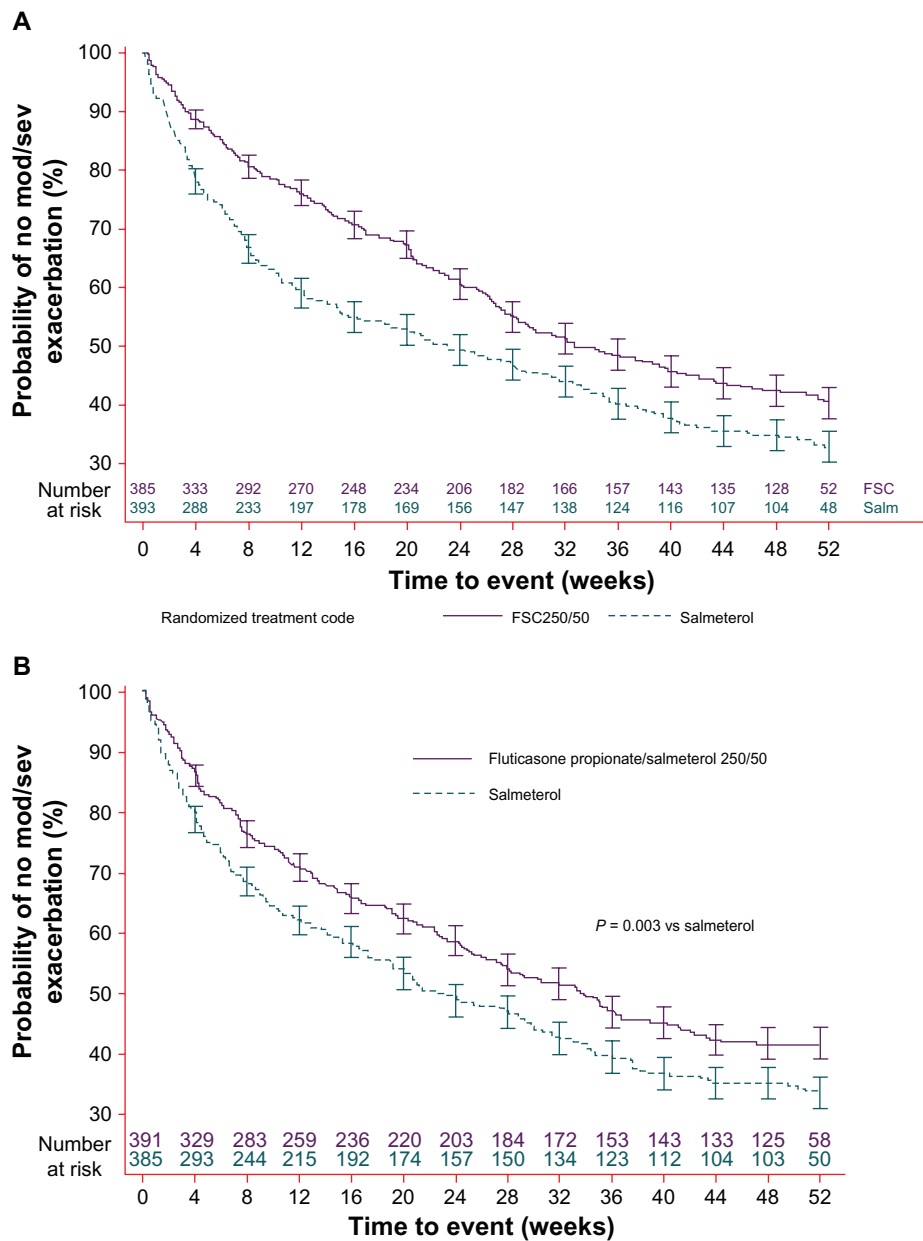 A
100
90
80
70
60
50
40
30
Probability of no mod/sev
exacerbation (%)
Number
at risk
385 333 292 270 248 234 206 182 166 157 143 135 128 52 FSC
393 288 233 197 178 169 156 147 138 124 116 107 104 48 Salm
0 4 8 12 16 20 24 28 32 36 40 44 48 52
Time to event (weeks)
Randomized treatment code FSC250/50 Salmeterol
B
100
90
80
70
60
50
40
30
Probability of no mod/sev
exacerbation (%)
Fluticasone propionate/salmeterol 250/50
Salmeterol
P = 0.003 vs salmeterol
Number
at risk
391 329 283 259 236 220 203 184 172 153 143 133 125 58
385 293 244 215 192 174 157 150 134 123 112 104 103 50
0 4 8 12 16 20 24 28 32 36 40 44 48 52
Time to event (weeks)